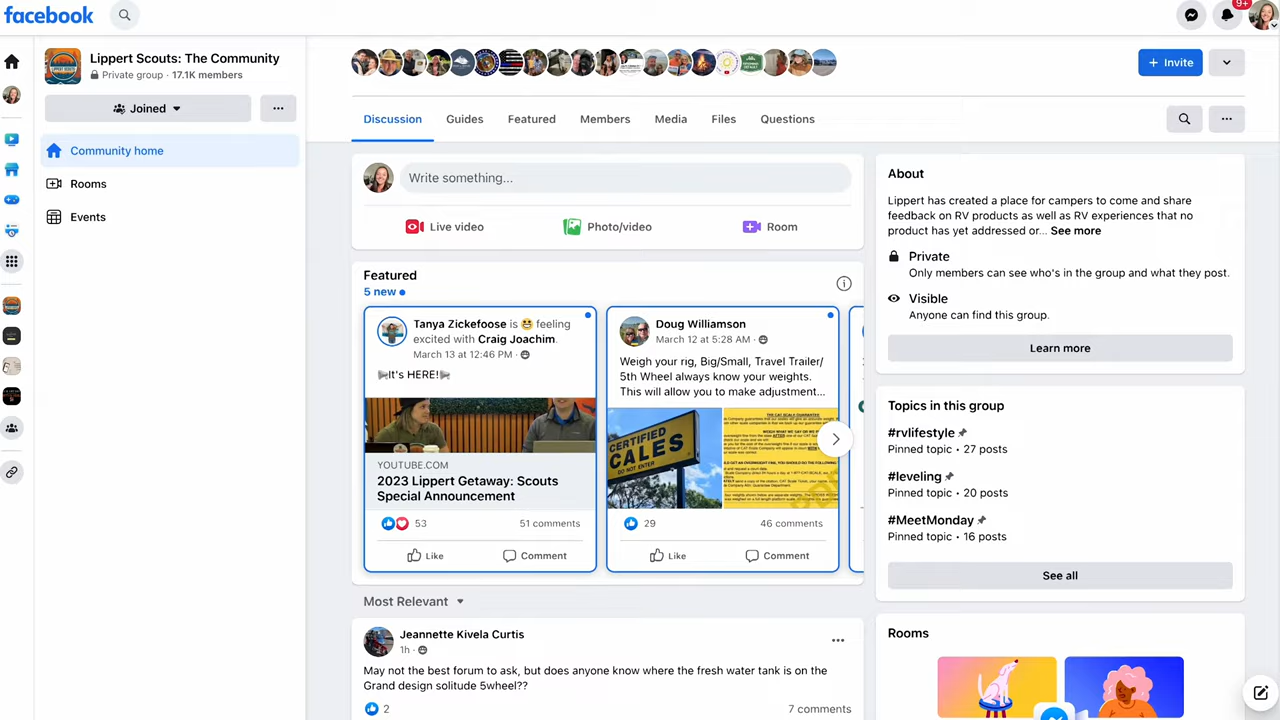 facebook
9+
Lippert Scouts: The Community
Private group · 17.1K members
Joined
Community home
Rooms
Events
+ Invite
Discussion
Guides
Featured
Members
Media
Files
Questions
Write something...
Live video
Photo/video
Room
Featured
5 new
Tanya Zickefoose is 😆 feeling
excited with Craig Joachim.
March 13 at 12:46 PM ·
It's HERE!
YOUTUBE.COM
2023 Lippert Getaway: Scouts
Special Announcement
53
51 comments
Like
Comment
Doug Williamson
March 12 at 5:28 AM ·
Weigh your rig, Big/Small, Travel Trailer/
5th Wheel always know your weights.
This will allow you to make adjustment...
CERTIFIED
CALES
DO NOT ENTER
THE CAT SCALE GUARANTEE
29
46 comments
Like
Comment
Most Relevant
Jeannette Kivela Curtis
1h ·
May not the best forum to ask, but does anyone know where the fresh water tank is on the
Grand design solitude 5wheel??
2
7 comments
About
Lippert has created a place for campers to come and share
feedback on RV products as well as RV experiences that no
product has yet addressed or... See more
Private
Only members can see who's in the group and what they post.
Visible
Anyone can find this group.
Learn more
Topics in this group
#rvlifestyle
Pinned topic · 27 posts
#leveling
Pinned topic · 20 posts
#MeetMonday
Pinned topic · 16 posts
See all
Rooms